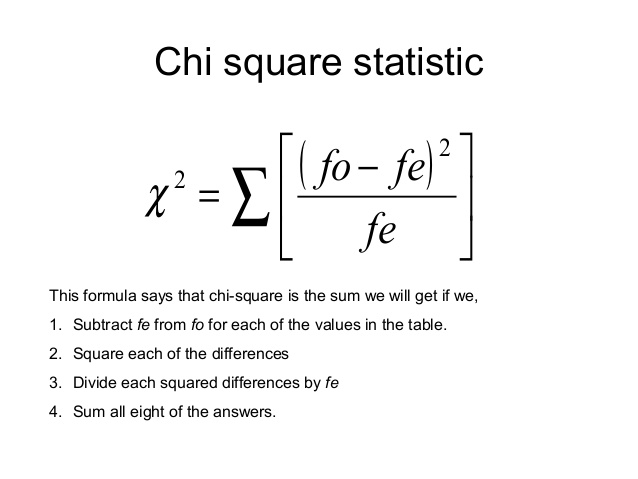 Chi square statistic
χ² = ∑ [ (fo − fe)² / fe ]
This formula says that chi-square is the sum we will get if we,
1. Subtract fe from fo for each of the values in the table.
2. Square each of the differences
3. Divide each squared differences by fe
4. Sum all eight of the answers.